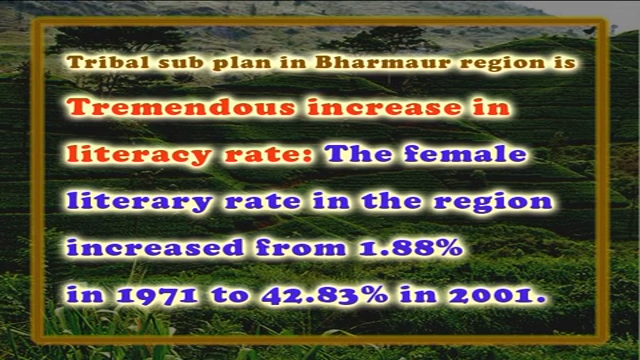 Tribal sub plan in Bharmaur region is
Tremendous increase in
literacy rate: The female
literary rate in the region
increased from 1.88%
in 1971 to 42.83% in 2001.